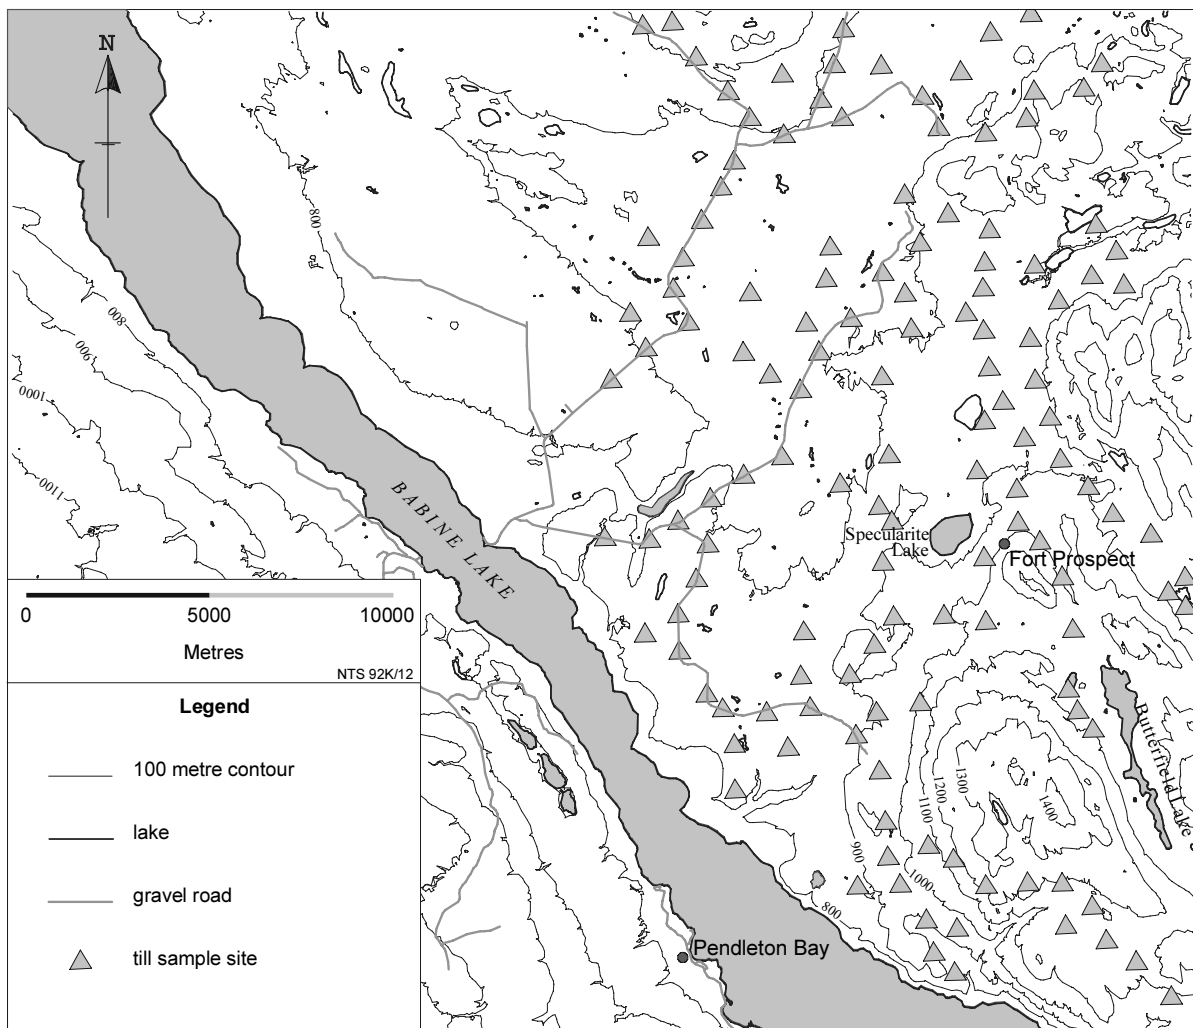 N
800
800
900
1000
1100
BABINE LAKE
Specularite
Lake
Fort Prospect
0 5000 10000
Metres
NTS 92K/12
Legend
100 metre contour
lake
gravel road
till sample site
Butterfield Lake
1300
1200
1100
1400
900
1000
800
Pendleton Bay